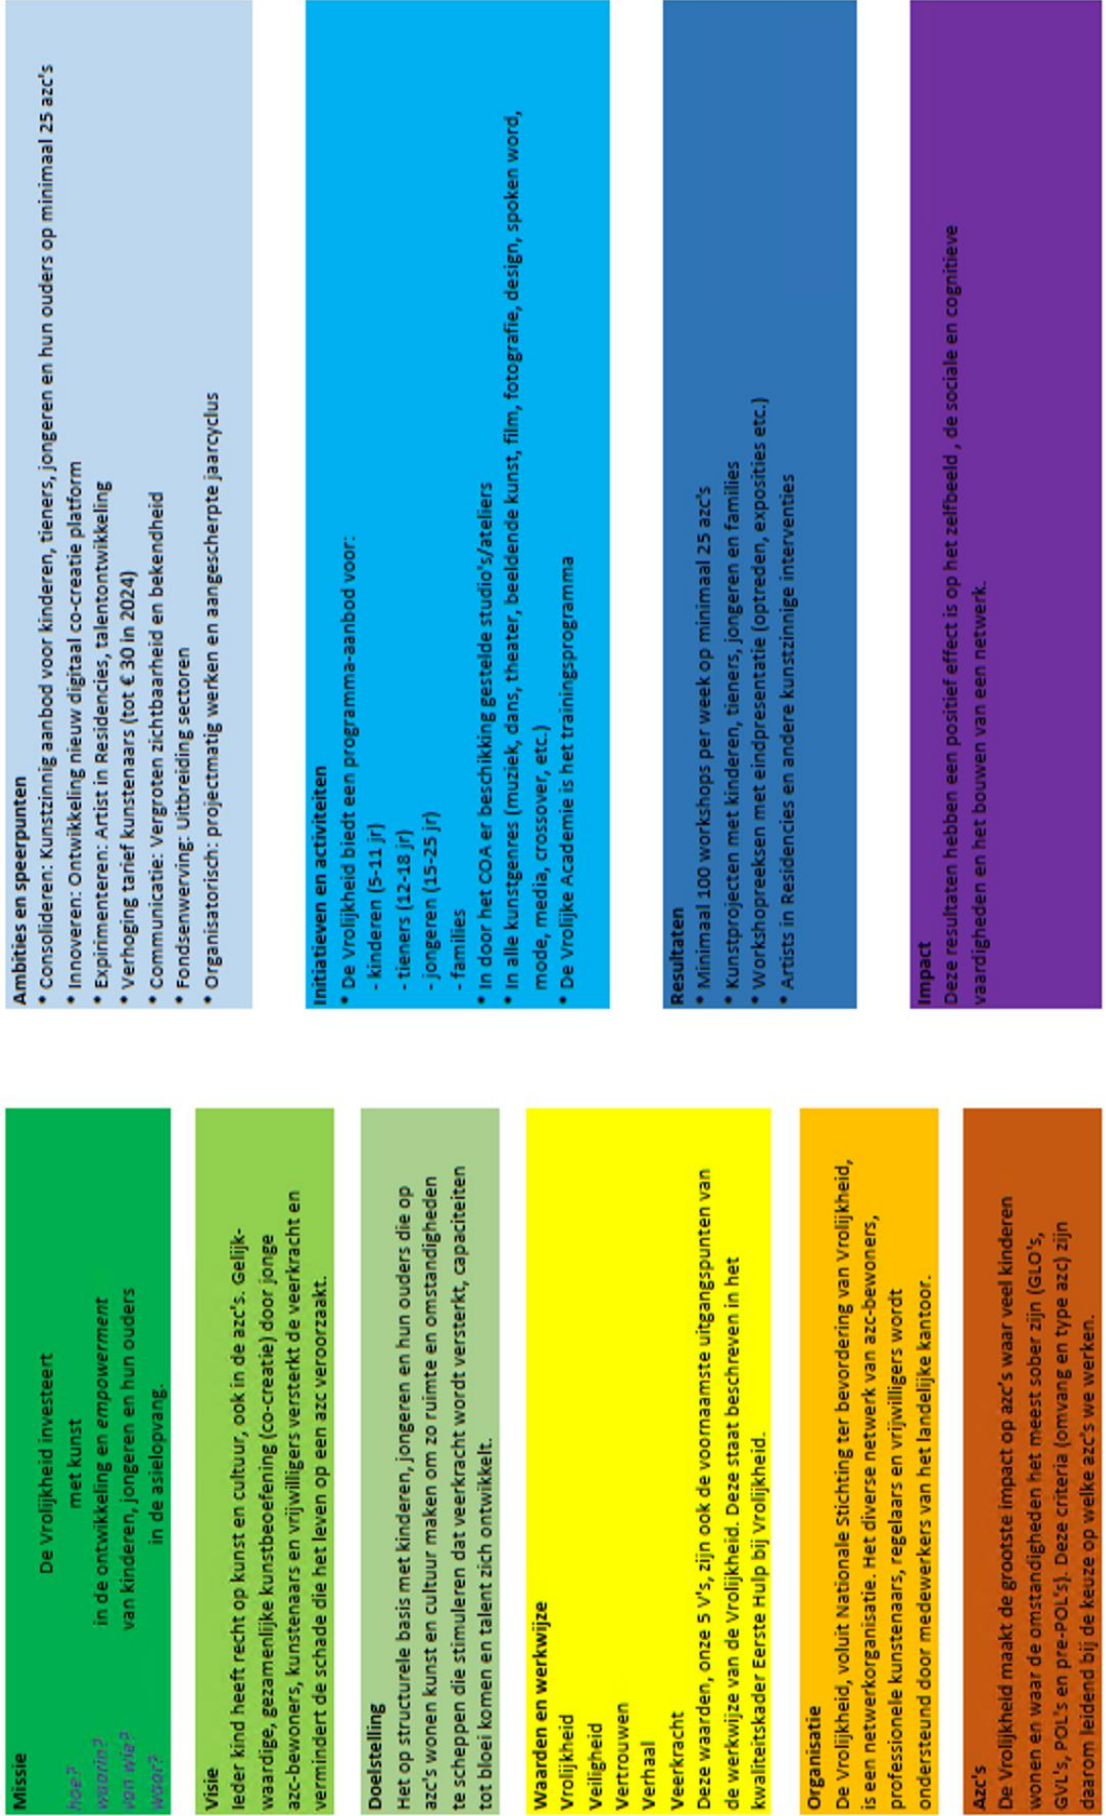 Missie
De Vrolijkheid investeert
hoe? met kunst
waarin? in de ontwikkeling en empowerment
van wie? van kinderen, jongeren en hun ouders
waar? in de asielopvang.
Visie
Ieder kind heeft recht op kunst en cultuur, ook in de azc's. Gelijk-
waardige, gezamenlijke kunstbeoefening (co-creatie) door jonge
azc-bewoners, kunstenaars en vrijwilligers versterkt de veerkracht en
vermindert de schade die het leven op een azc veroorzaakt.
Doelstelling
Het op structurele basis met kinderen, jongeren en hun ouders die op
azc's wonen kunst en cultuur maken om zo ruimte en omstandigheden
te scheppen die stimuleren dat veerkracht wordt versterkt, capaciteiten
tot bloei komen en talent zich ontwikkelt.
Waarden en werkwijze
Vrolijkheid
Veiligheid
Vertrouwen
Verhaal
Veerkracht
Deze waarden, onze 5 V's, zijn ook de voornaamste uitgangspunten van
de werkwijze van de Vrolijkheid. Deze staat beschreven in het
kwaliteitskader Eerste Hulp bij Vrolijkheid.
Organisatie
De Vrolijkheid, voluit Nationale Stichting ter bevordering van Vrolijkheid,
is een netwerkorganisatie. Het diverse netwerk van azc-bewoners,
professionele kunstenaars, regelaars en vrijwilligers wordt
ondersteund door medewerkers van het landelijke kantoor.
Azc's
De Vrolijkheid maakt de grootste impact op azc's waar veel kinderen
wonen en waar de omstandigheden het meest sober zijn (GLO's,
GVL's, POL's en pre-POL's). Deze criteria (omvang en type azc) zijn
daarom leidend bij de keuze op welke azc's we werken.
Ambities en speerpunten
* Consolideren: Kunstzinnig aanbod voor kinderen, tieners, jongeren en hun ouders op minimaal 25 azc's
* Innoveren: Ontwikkeling nieuw digitaal co-creatie platform
* Expirimenteren: Artist in Residencies, talentontwikkeling
* Verhoging tarief kunstenaars (tot € 30 in 2024)
* Communicatie: Vergroten zichtbaarheid en bekendheid
* Fondsenwerving: Uitbreiding sectoren
* Organisatorisch: projectmatig werken en aangescherpte jaarcyclus
Initiatieven en activiteiten
* De Vrolijkheid biedt een programma-aanbod voor:
- kinderen (5-11 jr)
- tieners (12-18 jr)
- jongeren (15-25 jr)
- families
* In door het COA er beschikking gestelde studio's/ateliers
* In alle kunstgenres (muziek, dans, theater, beeldende kunst, film, fotografie, design, spoken word,
mode, media, crossover, etc.)
* De Vrolijke Academie is het trainingsprogramma
Resultaten
* Minimaal 100 workshops per week op minimaal 25 azc's
* Kunstprojecten met kinderen, tieners, jongeren en families
* Workshopreeksen met eindpresentatie (optreden, exposities etc.)
* Artists in Residencies en andere kunstzinnige interventies
Impact
Deze resultaten hebben een positief effect is op het zelfbeeld , de sociale en cognitieve
vaardigheden en het bouwen van een netwerk.